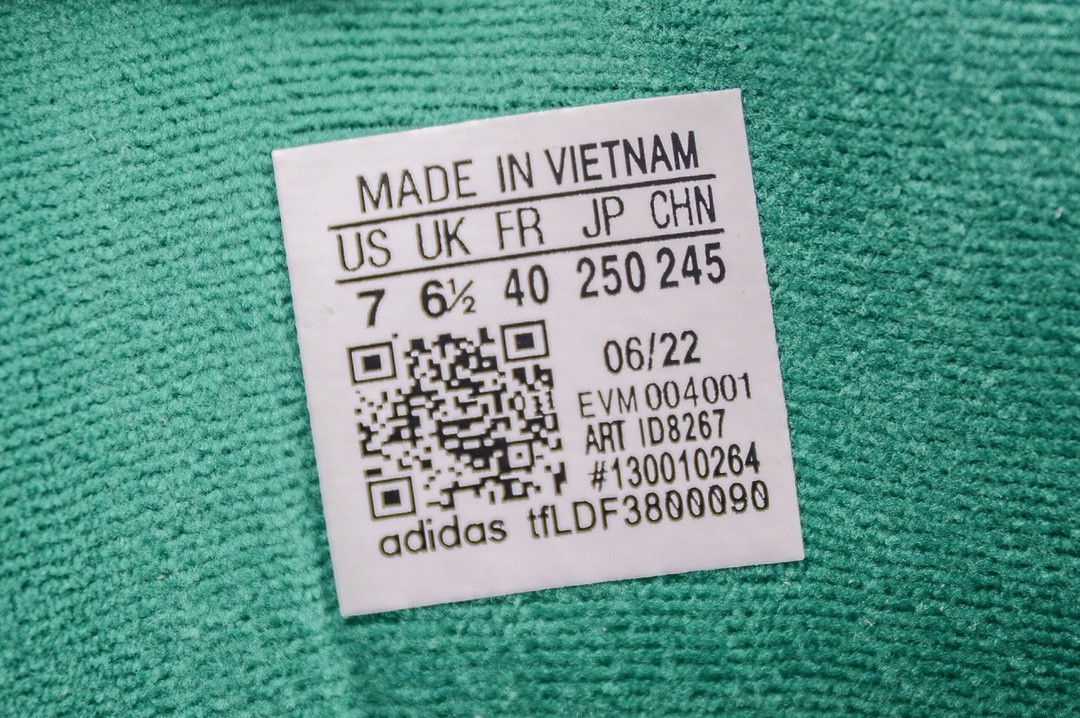 MADE IN VIETNAM
US UK FR JP CHN
7 6½ 40 250 245
06/22
EVM 004001
ART ID8267
#130010264
adidas tfLDF3800090